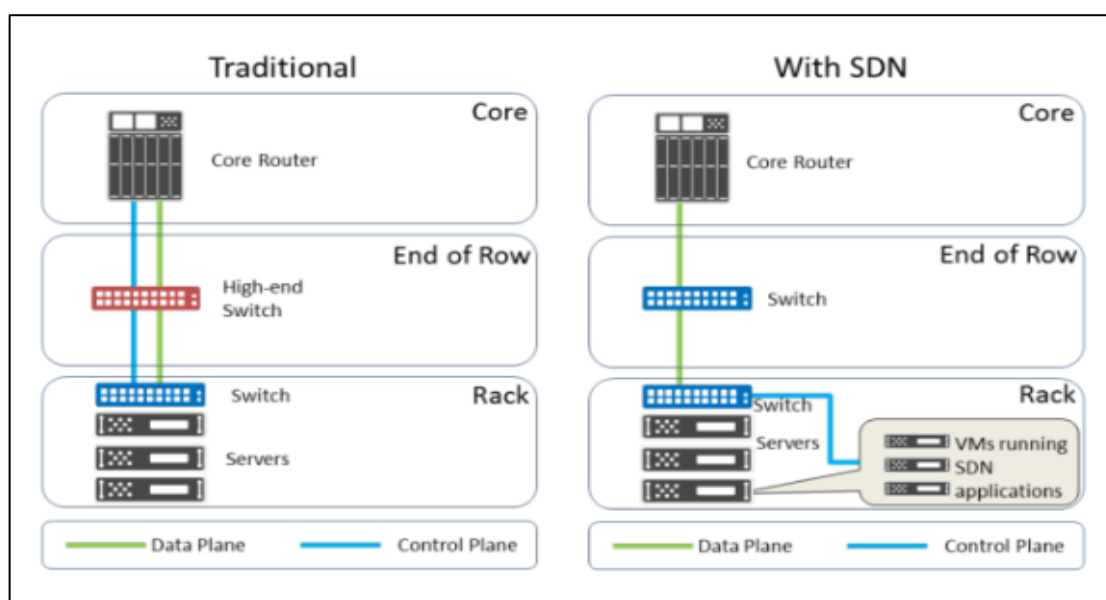 Traditional
Core
Core Router
End of Row
High-end
Switch
Switch
Rack
Servers
Data Plane
Control Plane
With SDN
Core
Core Router
End of Row
Switch
Rack
Switch
Servers
VMs running
SDN
applications
Data Plane
Control Plane